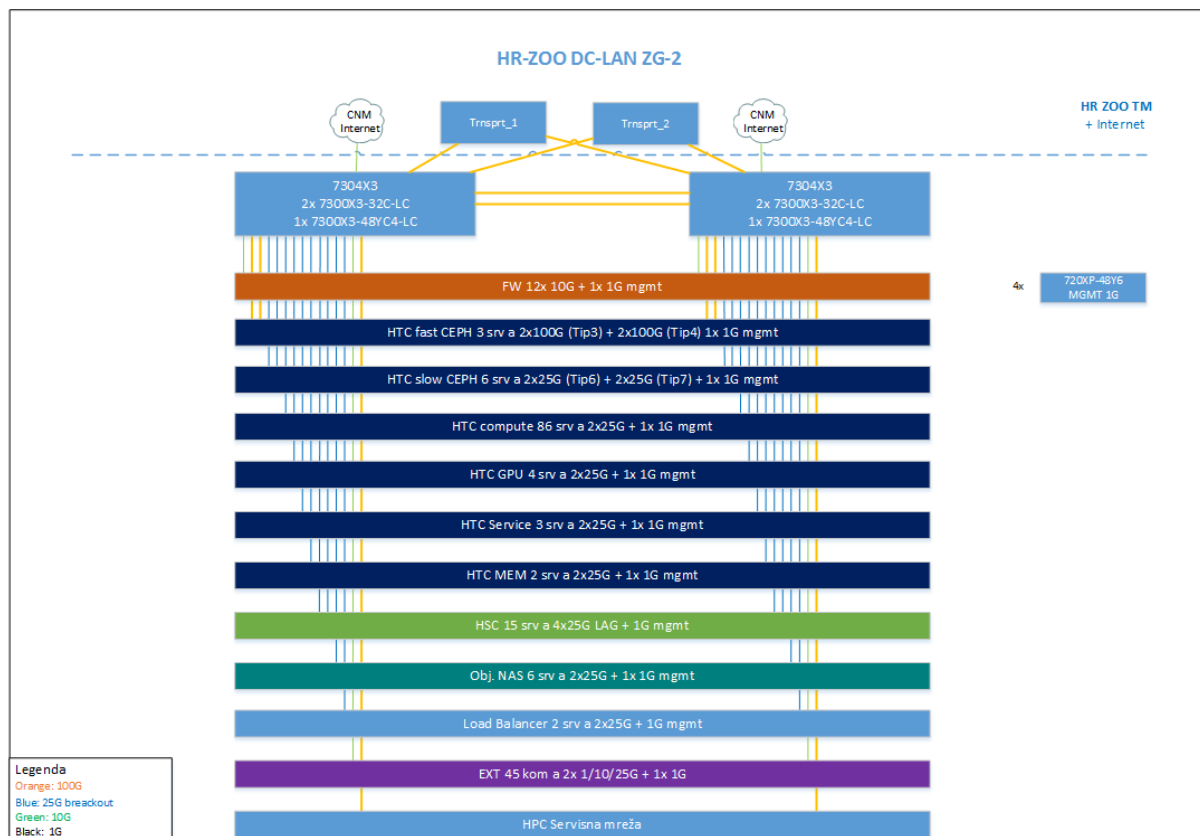 HR-ZOO DC-LAN ZG-2
CNM
Internet
Trnsprt_1
Trnsprt_2
CNM
Internet
HR ZOO TM
+ Internet
7304X3
2x 7300X3-32C-LC
1x 7300X3-48YC4-LC
7304X3
2x 7300X3-32C-LC
1x 7300X3-48YC4-LC
FW 12x 10G + 1x 1G mgmt
4x
720XP-48Y6
MGMT 1G
HTC fast CEPH 3 srv a 2x100G (Tip3) + 2x100G (Tip4) 1x 1G mgmt
HTC slow CEPH 6 srv a 2x25G (Tip6) + 2x25G (Tip7) + 1x 1G mgmt
HTC compute 86 srv a 2x25G + 1x 1G mgmt
HTC GPU 4 srv a 2x25G + 1x 1G mgmt
HTC Service 3 srv a 2x25G + 1x 1G mgmt
HTC MEM 2 srv a 2x25G + 1x 1G mgmt
HSC 15 srv a 4x25G LAG + 1G mgmt
Obj. NAS 6 srv a 2x25G + 1x 1G mgmt
Load Balancer 2 srv a 2x25G + 1G mgmt
EXT 45 kom a 2x 1/10/25G + 1x 1G
HPC Servisna mreža
Legenda
Orange: 100G
Blue: 25G breackout
Green: 10G
Black: 1G